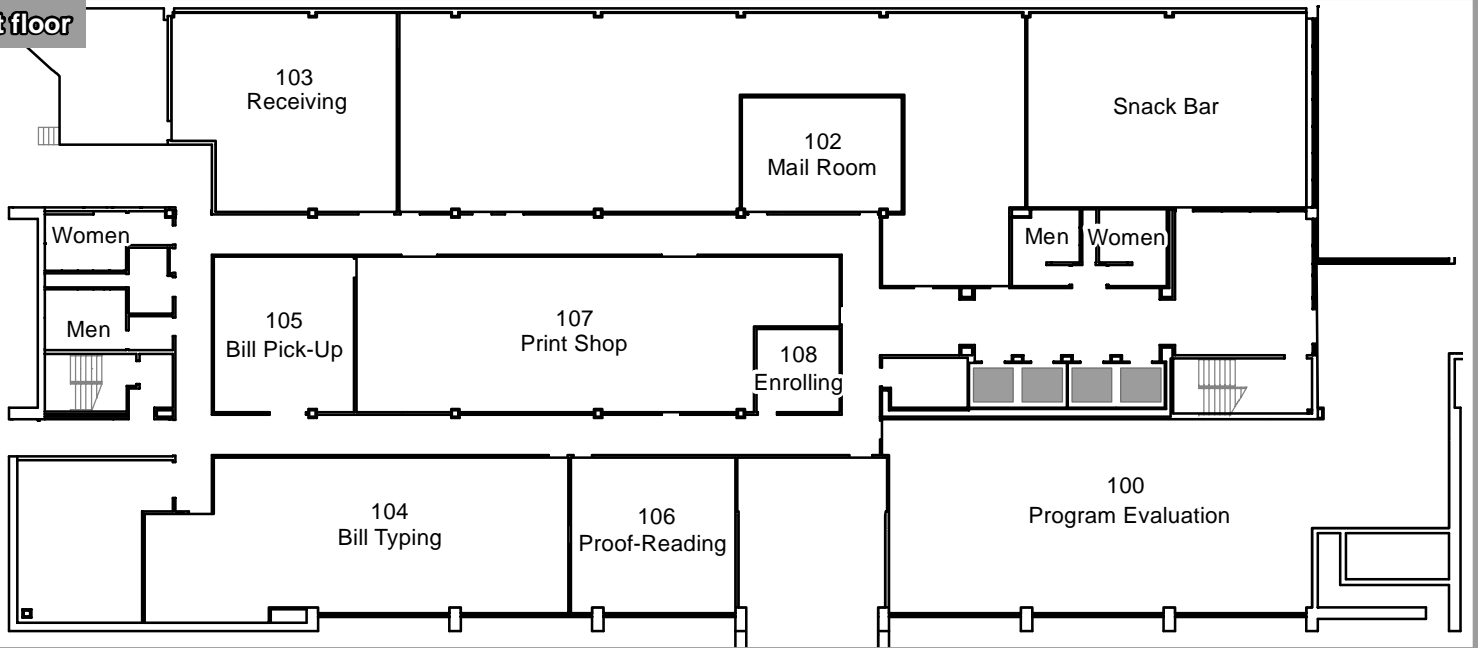 floor
103
Receiving
102
Mail Room
Snack Bar
Women
Men
Women
Men
105
Bill Pick-Up
107
Print Shop
108
Enrolling
104
Bill Typing
106
Proof-Reading
100
Program Evaluation